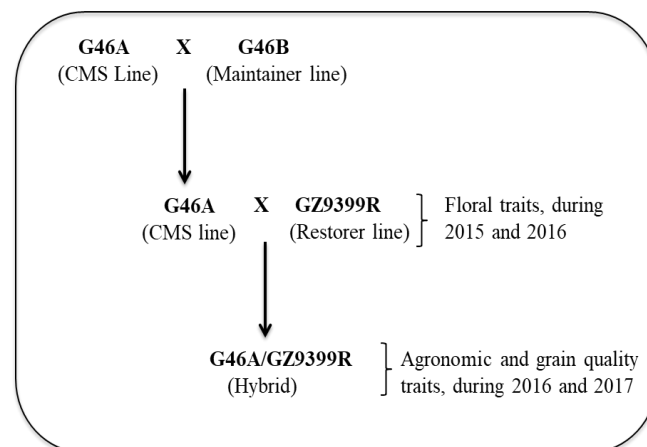 G46A X G46B
(CMS Line) (Maintainer line)
G46A X GZ9399R
(CMS line) (Restorer line)
Floral traits, during
2015 and 2016
G46A/GZ9399R
(Hybrid)
Agronomic and grain quality
traits, during 2016 and 2017